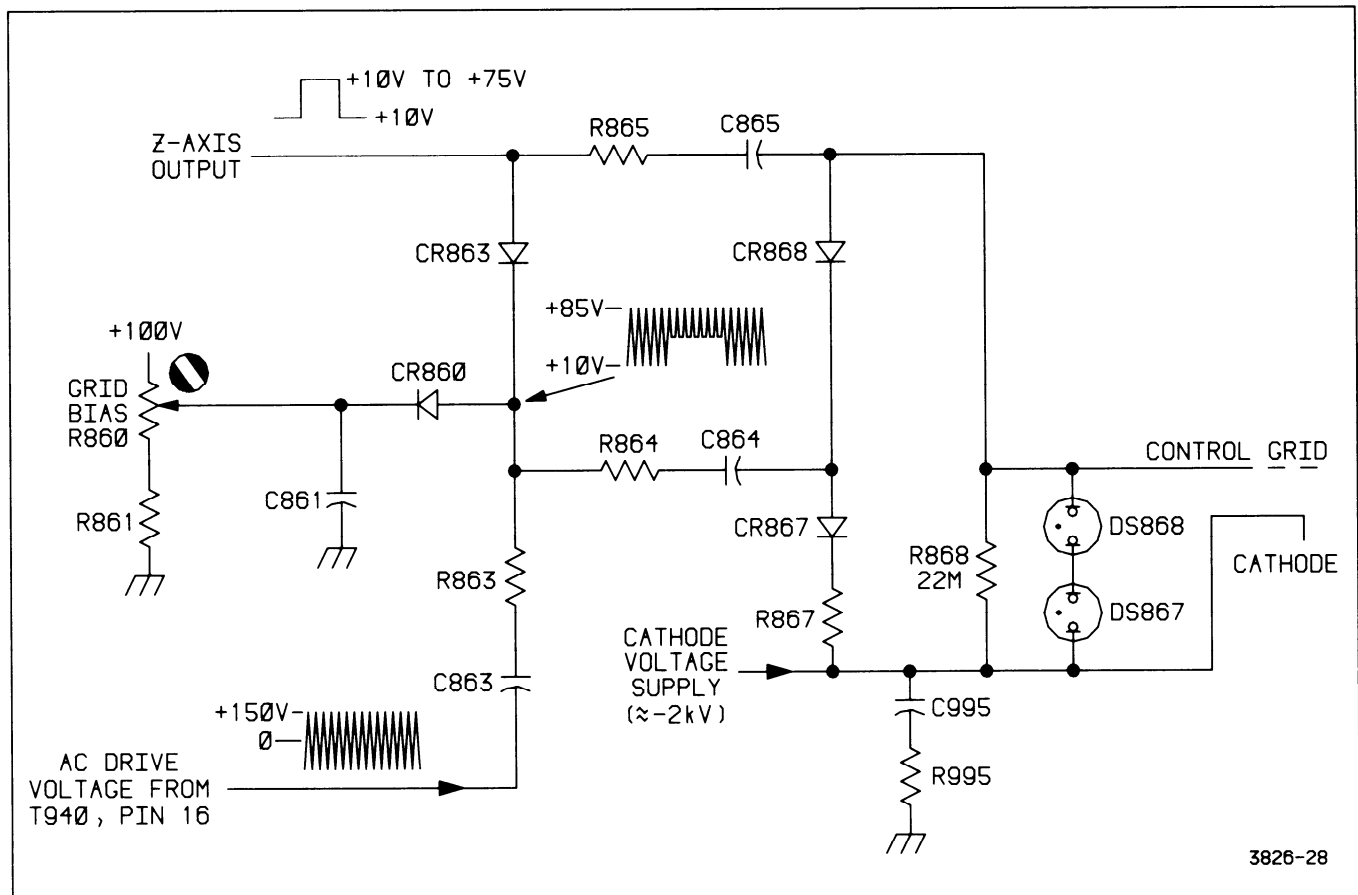 +10V TO +75V
+10V
Z-AXIS
OUTPUT
R865
C865
CR863
CR868
+85V
+10V
+100V
GRID
BIAS
R860
CR860
R864
C864
CONTROL GRID
R861
C861
CR867
DS868
R863
R868
22M
CATHODE
R867
DS867
CATHODE
VOLTAGE
SUPPLY
(≈-2kV)
C863
C995
+150V
0
R995
AC DRIVE
VOLTAGE FROM
T940, PIN 16
3826-28